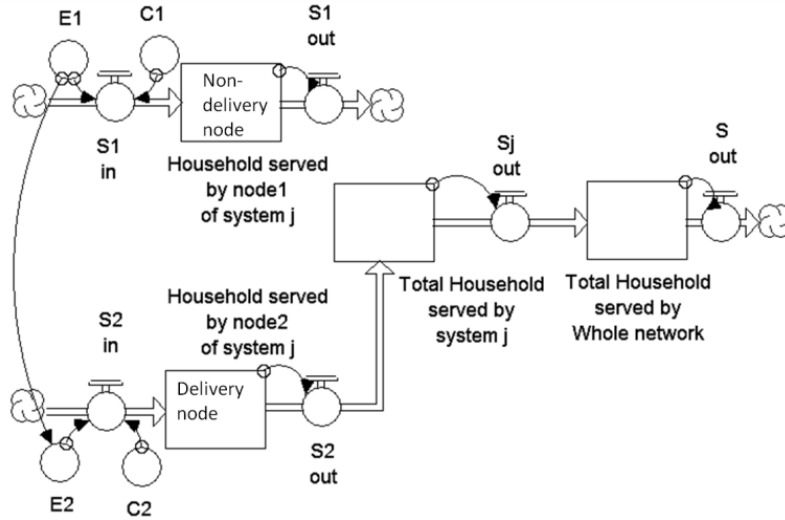 E1
C1
S1
out
Non-
delivery
node
S1
in
Household served
by node1
of system j
Sj
out
S
out
Total Household
served by
system j
Total Household
served by
Whole network
Household served
by node2
of system j
S2
in
Delivery
node
S2
out
E2
C2